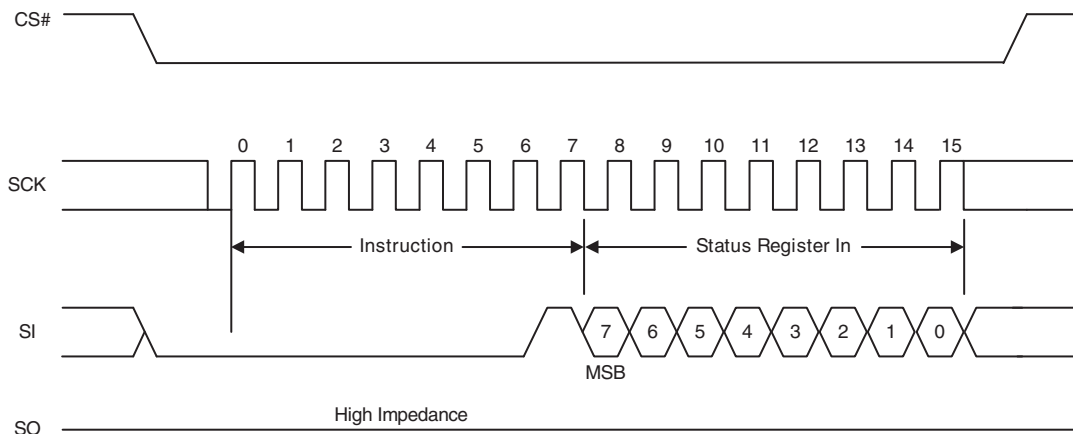 CS#
0 1 2 3 4 5 6 7 8 9 10 11 12 13 14 15
SCK
Instruction Status Register In
SI 7 6 5 4 3 2 1 0
MSB
High Impedance
SO